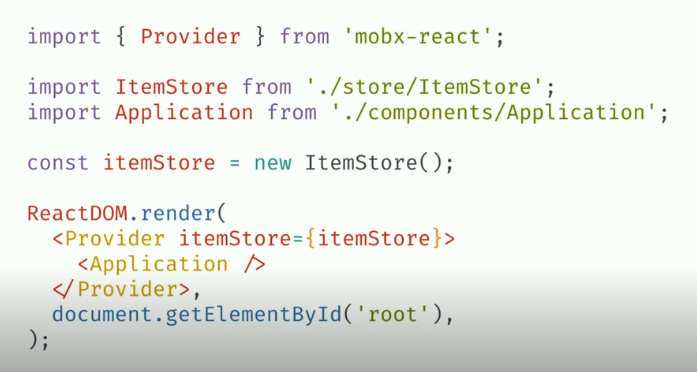 import { Provider } from 'mobx-react';
import ItemStore from './store/ItemStore';
import Application from './components/Application';
const itemStore = new ItemStore();
ReactDOM.render(
<Provider itemStore={itemStore}>
<Application />
</Provider>,
document.getElementById('root'),
);